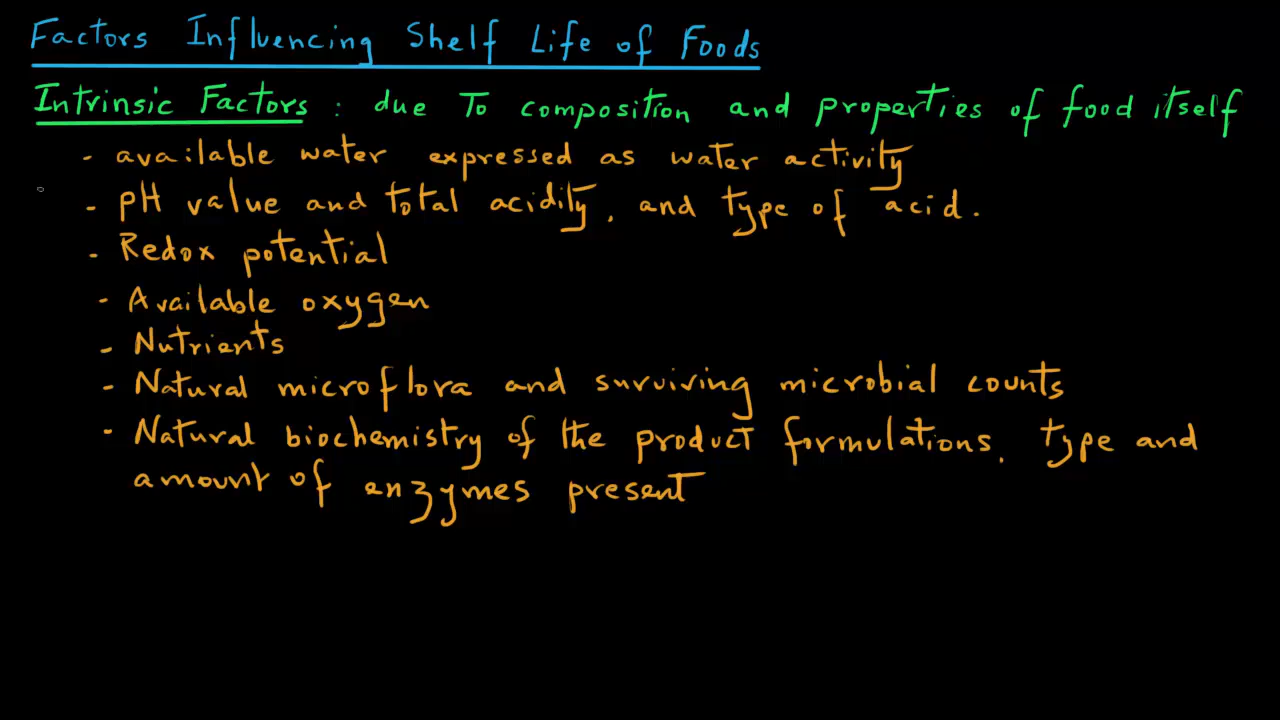 Factors Influencing Shelf Life of Foods
Intrinsic Factors : due To composition and properties of food itself
- available water expressed as water activity
- pH value and total acidity, and type of acid.
- Redox potential
- Available oxygen
- Nutrients
- Natural microflora and surviving microbial counts
- Natural biochemistry of the product formulations, type and
amount of enzymes present